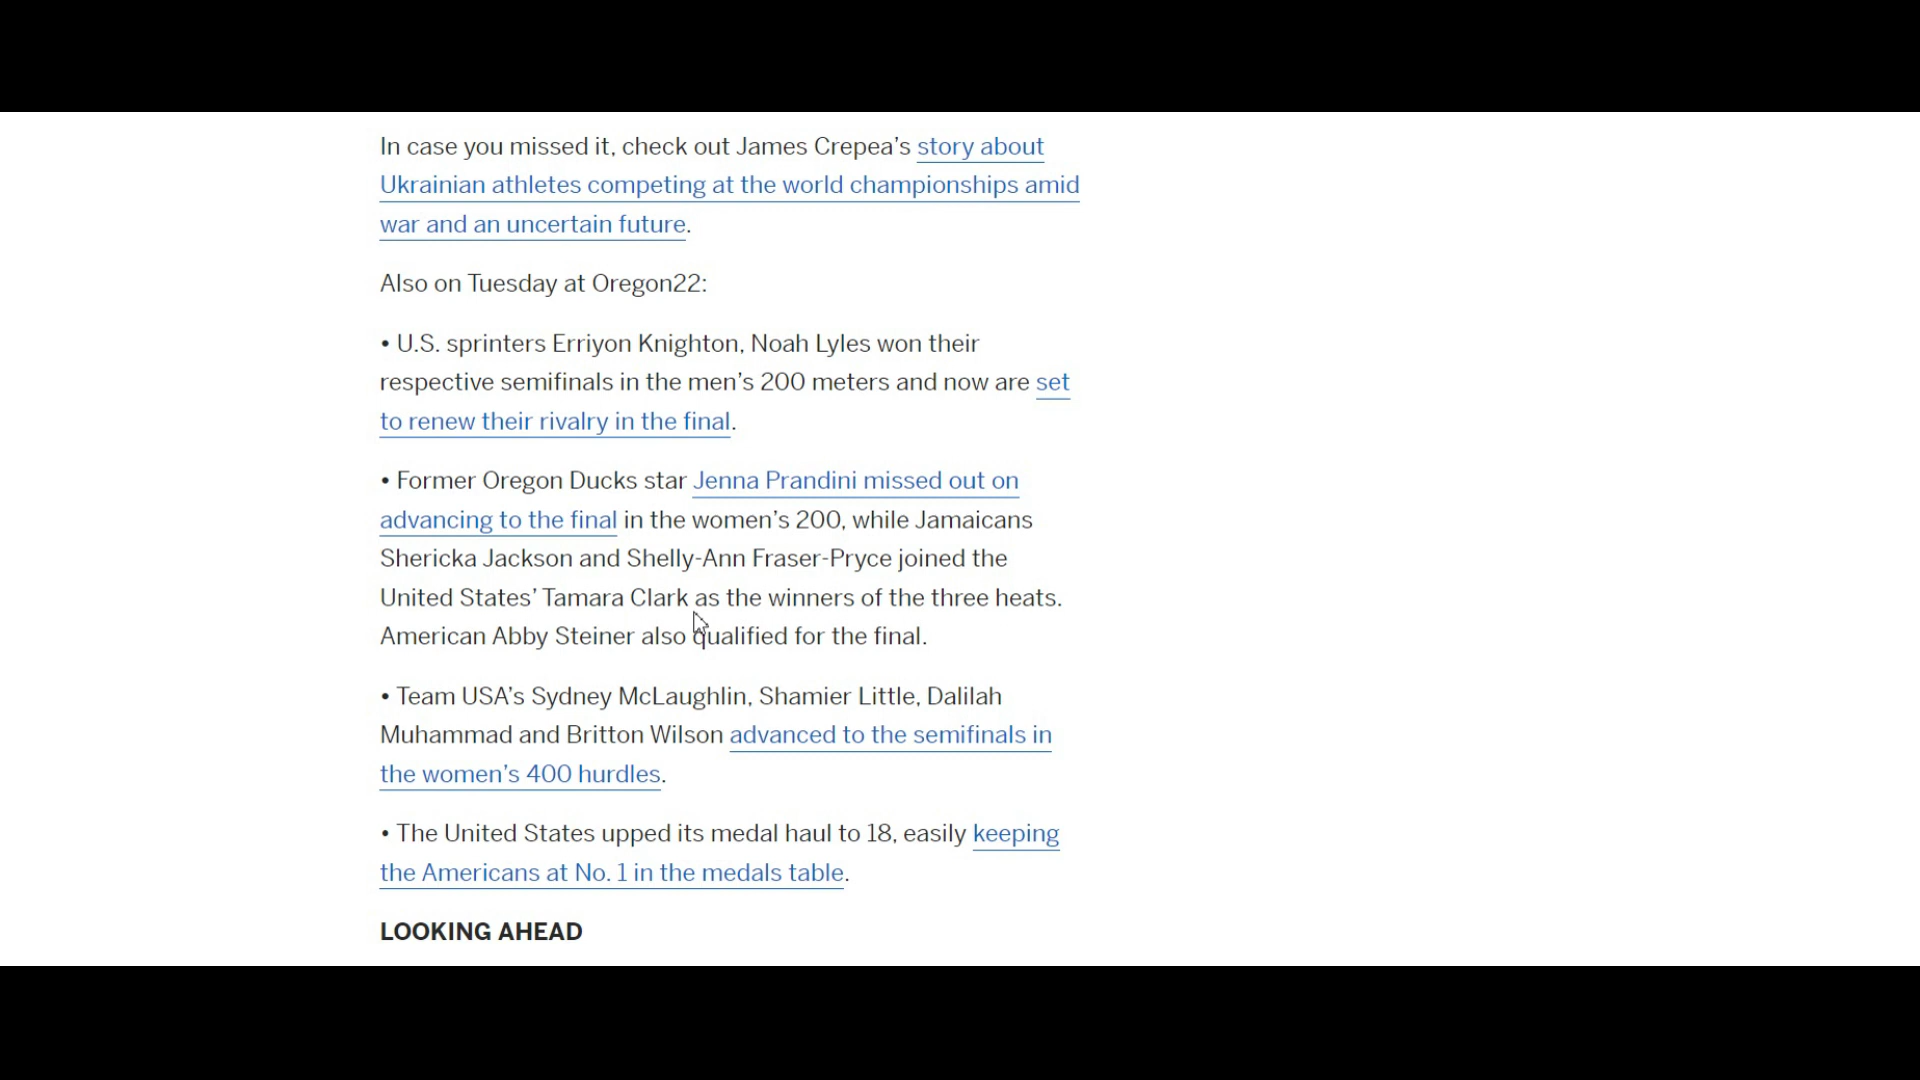 In case you missed it, check out James Crepea’s story about
Ukrainian athletes competing at the world championships amid
war and an uncertain future.
Also on Tuesday at Oregon22:
• U.S. sprinters Erriyon Knighton, Noah Lyles won their
respective semifinals in the men’s 200 meters and now are set
to renew their rivalry in the final.
• Former Oregon Ducks star Jenna Prandini missed out on
advancing to the final in the women’s 200, while Jamaicans
Shericka Jackson and Shelly-Ann Fraser-Pryce joined the
United States’ Tamara Clark as the winners of the three heats.
American Abby Steiner also qualified for the final.
• Team USA’s Sydney McLaughlin, Shamier Little, Dalilah
Muhammad and Britton Wilson advanced to the semifinals in
the women’s 400 hurdles.
• The United States upped its medal haul to 18, easily keeping
the Americans at No. 1 in the medals table.
LOOKING AHEAD